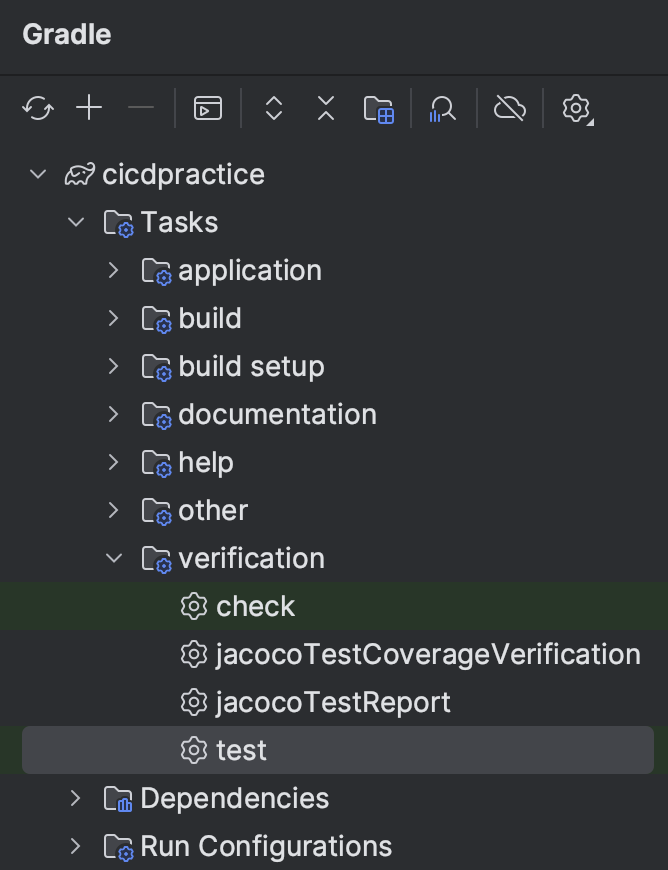 Gradle
cicdpractice
Tasks
application
build
build setup
documentation
help
other
verification
check
jacocoTestCoverageVerification
jacocoTestReport
test
Dependencies
Run Configurations